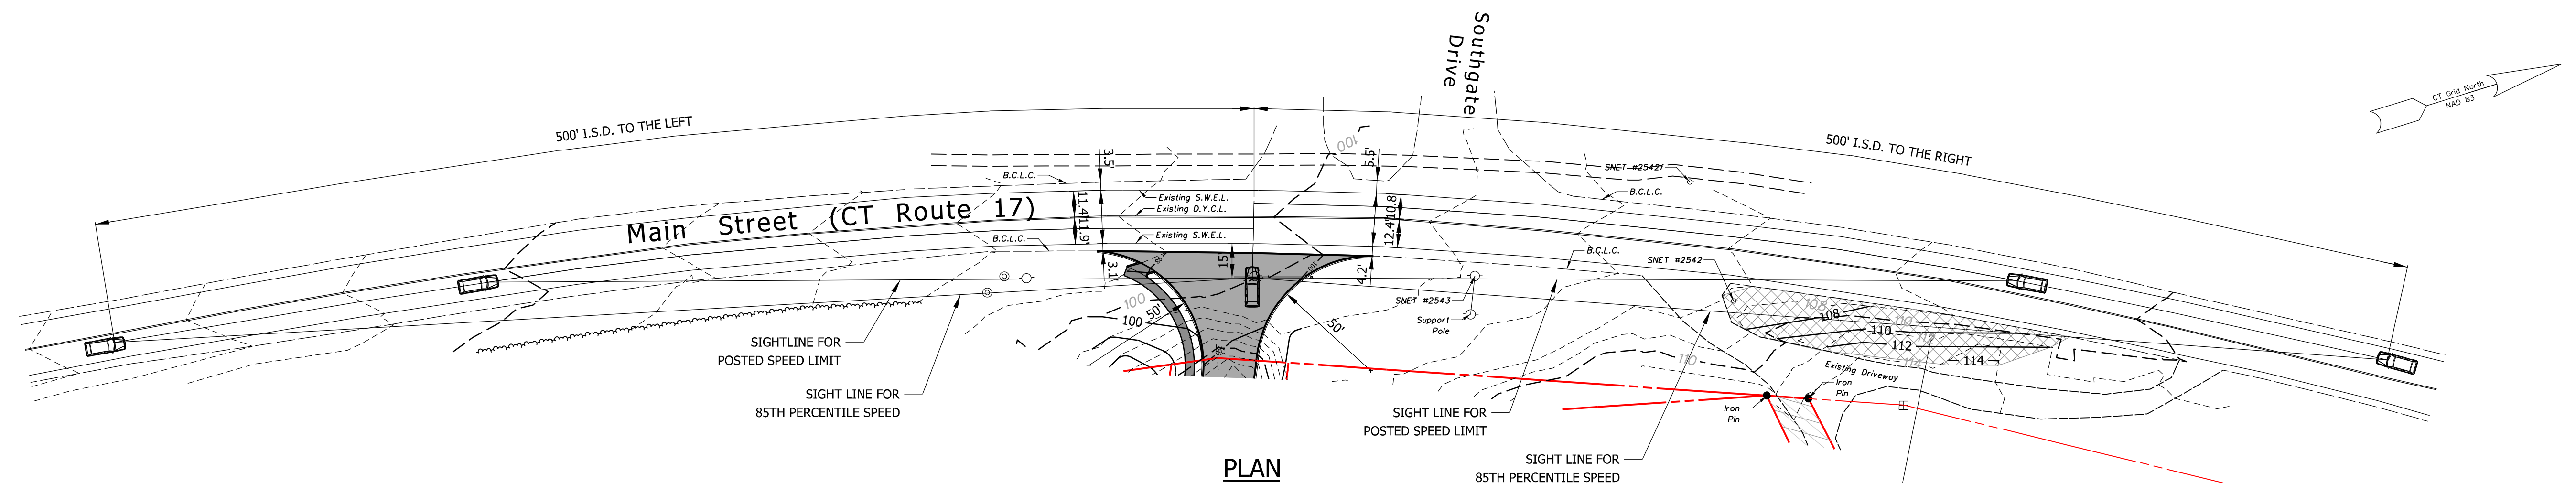 Southgate
Drive
CT Grid North
NAD 83
500' I.S.D. TO THE LEFT
500' I.S.D. TO THE RIGHT
100
3.5'
5.5'
SNET #25421
B.C.L.C.
B.C.L.C.
Existing S.W.E.L.
Existing D.Y.C.L.
Existing S.W.E.L.
11.4'
11.9'
10.8'
12.4'
Main Street (CT Route 17)
B.C.L.C.
B.C.L.C.
3.1'
15'
4.2'
SNET #2542
SNET #2543
Support
Pole
100
100
50'
50'
108
108
110
110
112
114
110
Existing Driveway
Iron
Pin
Iron
Pin
SIGHTLINE FOR
POSTED SPEED LIMIT
SIGHT LINE FOR
85TH PERCENTILE SPEED
SIGHT LINE FOR
POSTED SPEED LIMIT
SIGHT LINE FOR
85TH PERCENTILE SPEED
PLAN